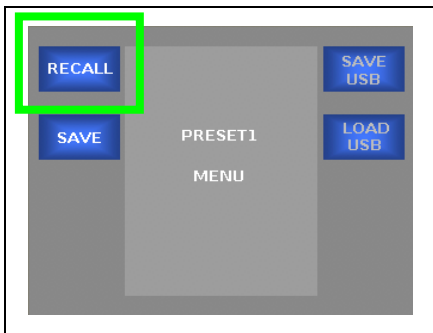 RECALL
SAVE
PRESET1
MENU
SAVE
USB
LOAD
USB